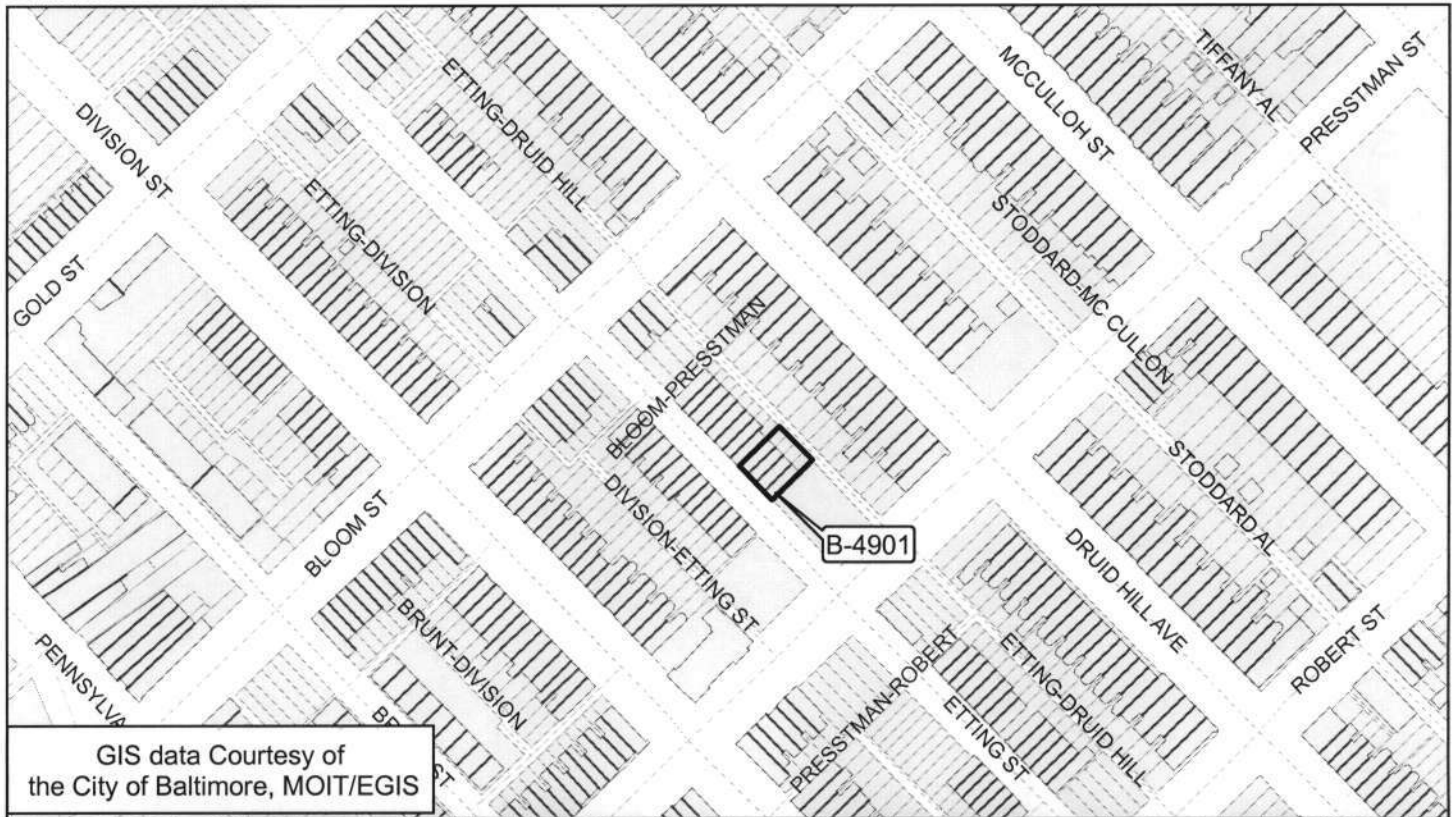 TIFFANY AL
PRESSTMAN ST
MCCULLOH ST
ETTING-DRUID HILL
DIVISION ST
ETTING-DIVISION
STODDARD-MC CULLON
GOLD ST
BLOOM-PRESSTMAN
STODDARD AL
B-4901
BLOOM ST
DIVISION-ETTING ST
DRUID HILL AVE
BRUNT-DIVISION
ROBERT ST
PRESSTMAN-ROBERT
ETTING-DRUID HILL
ETTING ST
PENNSYLVA
ST
GIS data Courtesy of
the City of Baltimore, MOIT/EGIS